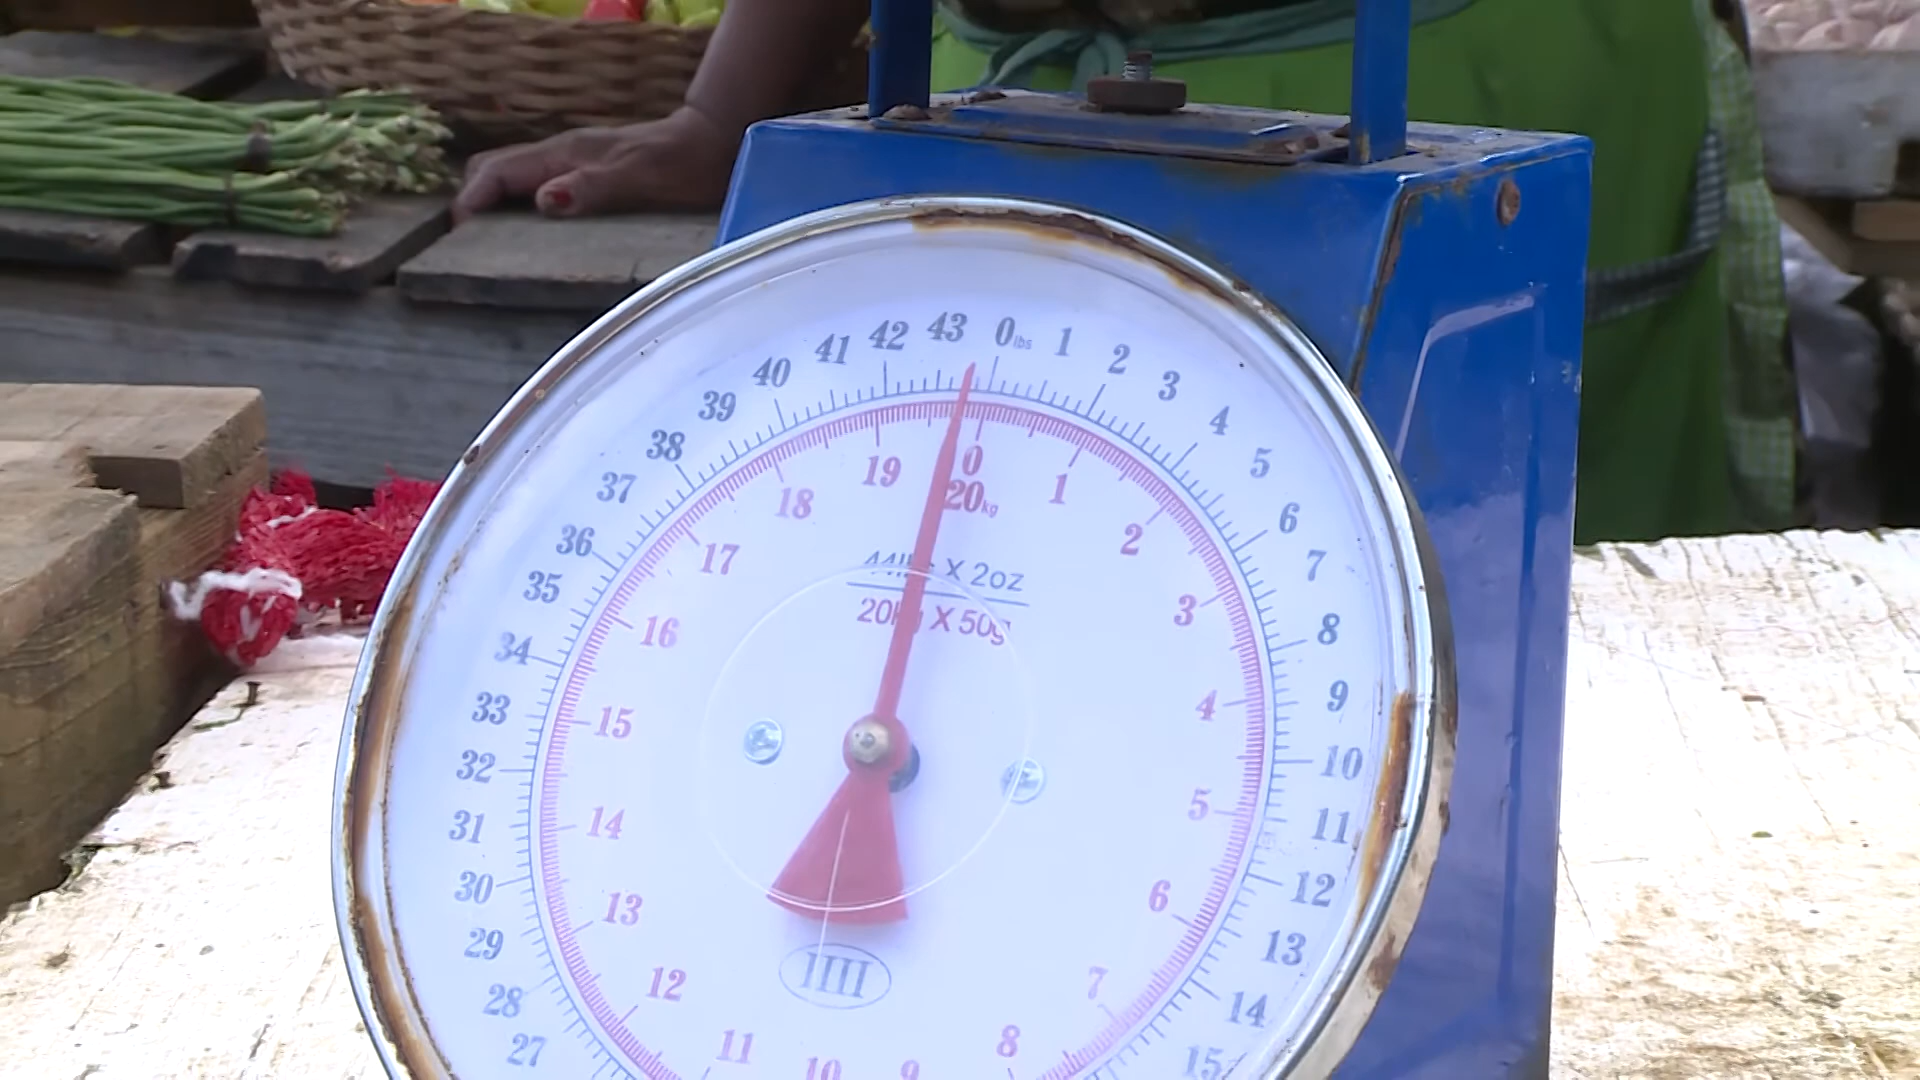 0lbs 1 2 3 4 5 6 7 8 9 10 11 12 13 14 15
27 28 29 30 31 32 33 34 35 36 37 38 39 40 41 42 43
0
20kg
1 2 3 4 5 6 7 8 9 10 11 12 13 14 15 16 17 18 19
X 2oz
20kg X 50g